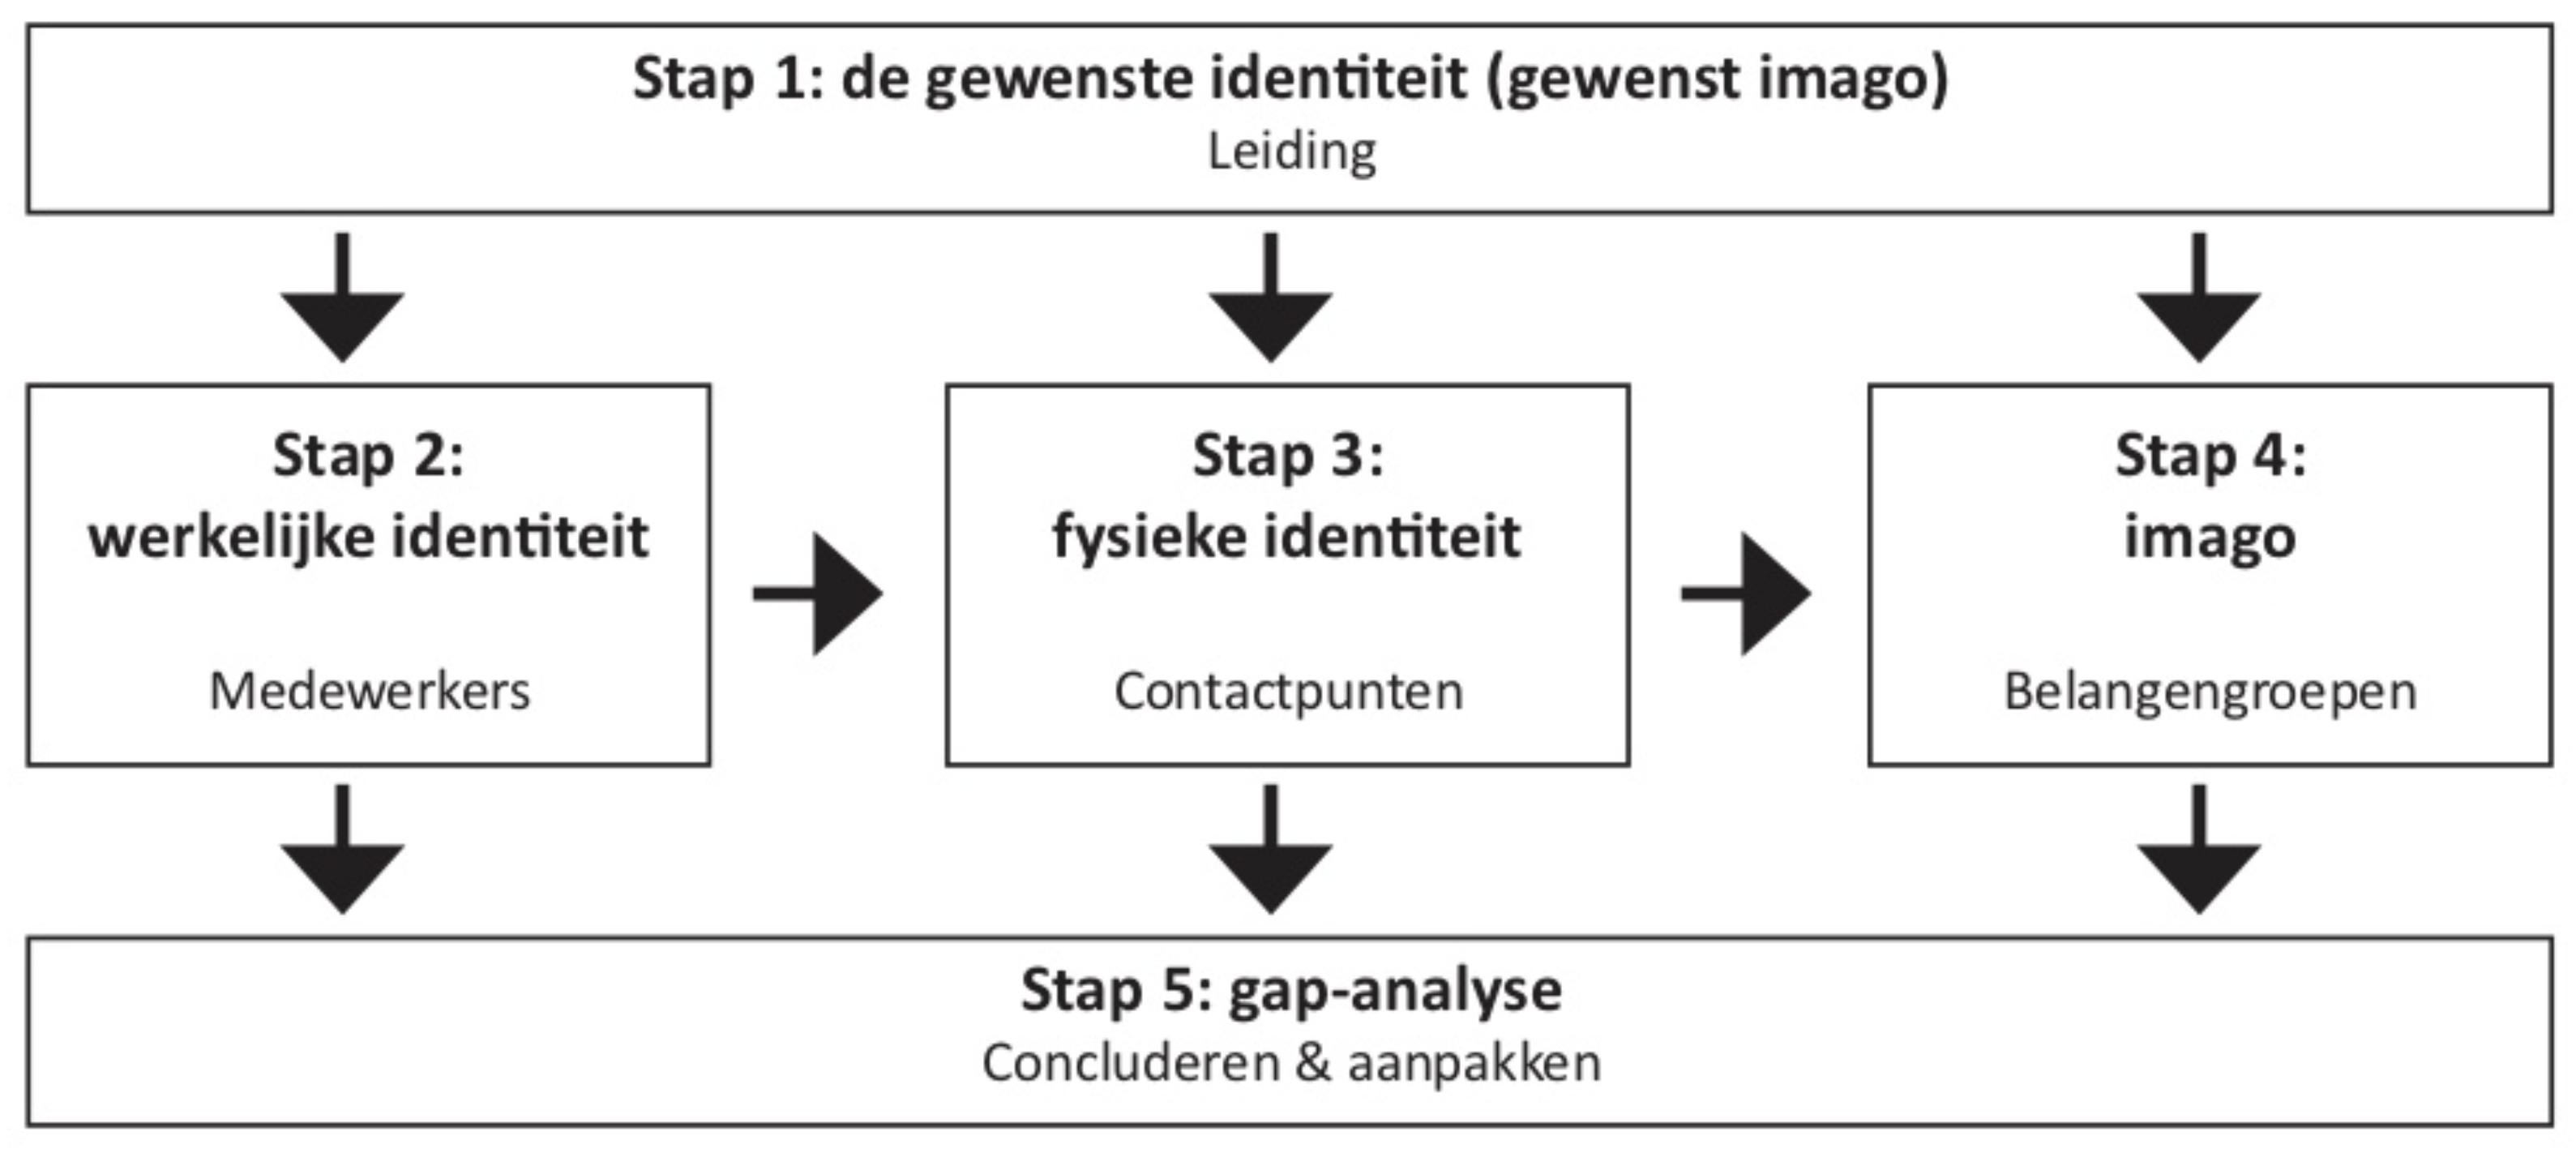 Stap 1: de gewenste identiteit (gewenst imago)
Leiding
Stap 2:
werkelijke identiteit
Medewerkers
Stap 3:
fysieke identiteit
Contactpunten
Stap 4:
imago
Belangengroepen
Stap 5: gap-analyse
Concluderen & aanpakken